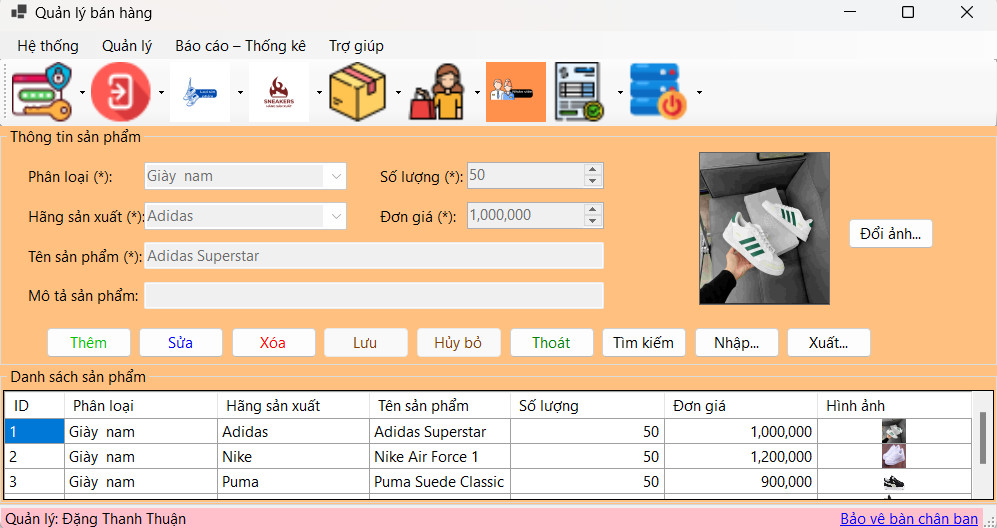 Quản lý bán hàng
Hệ thống Quản lý Báo cáo – Thống kê Trợ giúp
SNEAKERS
Thông tin sản phẩm
Phân loại (*): Giày nam Số lượng (*): 50
Hãng sản xuất (*): Adidas Đơn giá (*): 1,000,000
Đổi ảnh...
Tên sản phẩm (*): Adidas Superstar
Mô tả sản phẩm:
Thêm Sửa Xóa Lưu Hủy bỏ Thoát Tìm kiếm Nhập... Xuất...
Danh sách sản phẩm
ID Phân loại Hãng sản xuất Tên sản phẩm Số lượng Đơn giá Hình ảnh
1 Giày nam Adidas Adidas Superstar 50 1,000,000
2 Giày nam Nike Nike Air Force 1 50 1,200,000
3 Giày nam Puma Puma Suede Classic 50 900,000
Quản lý: Đặng Thanh Thuận Bảo vệ bàn chân bạn